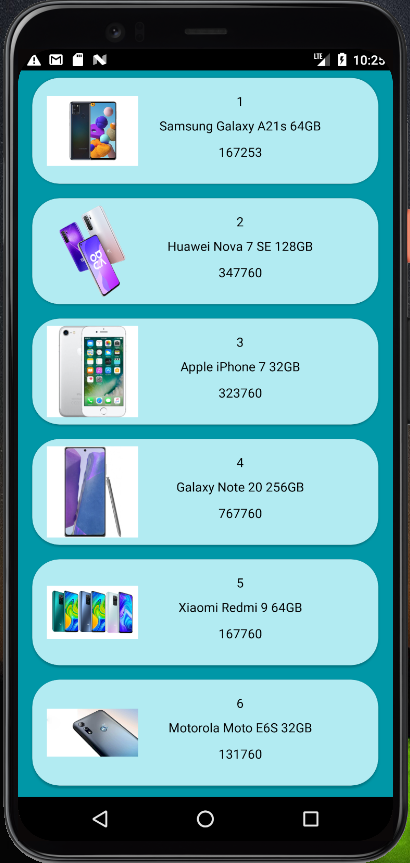 LTE 10:25
1
Samsung Galaxy A21s 64GB
167253
2
Huawei Nova 7 SE 128GB
347760
3
Apple iPhone 7 32GB
323760
4
Galaxy Note 20 256GB
767760
5
Xiaomi Redmi 9 64GB
167760
6
Motorola Moto E6S 32GB
131760